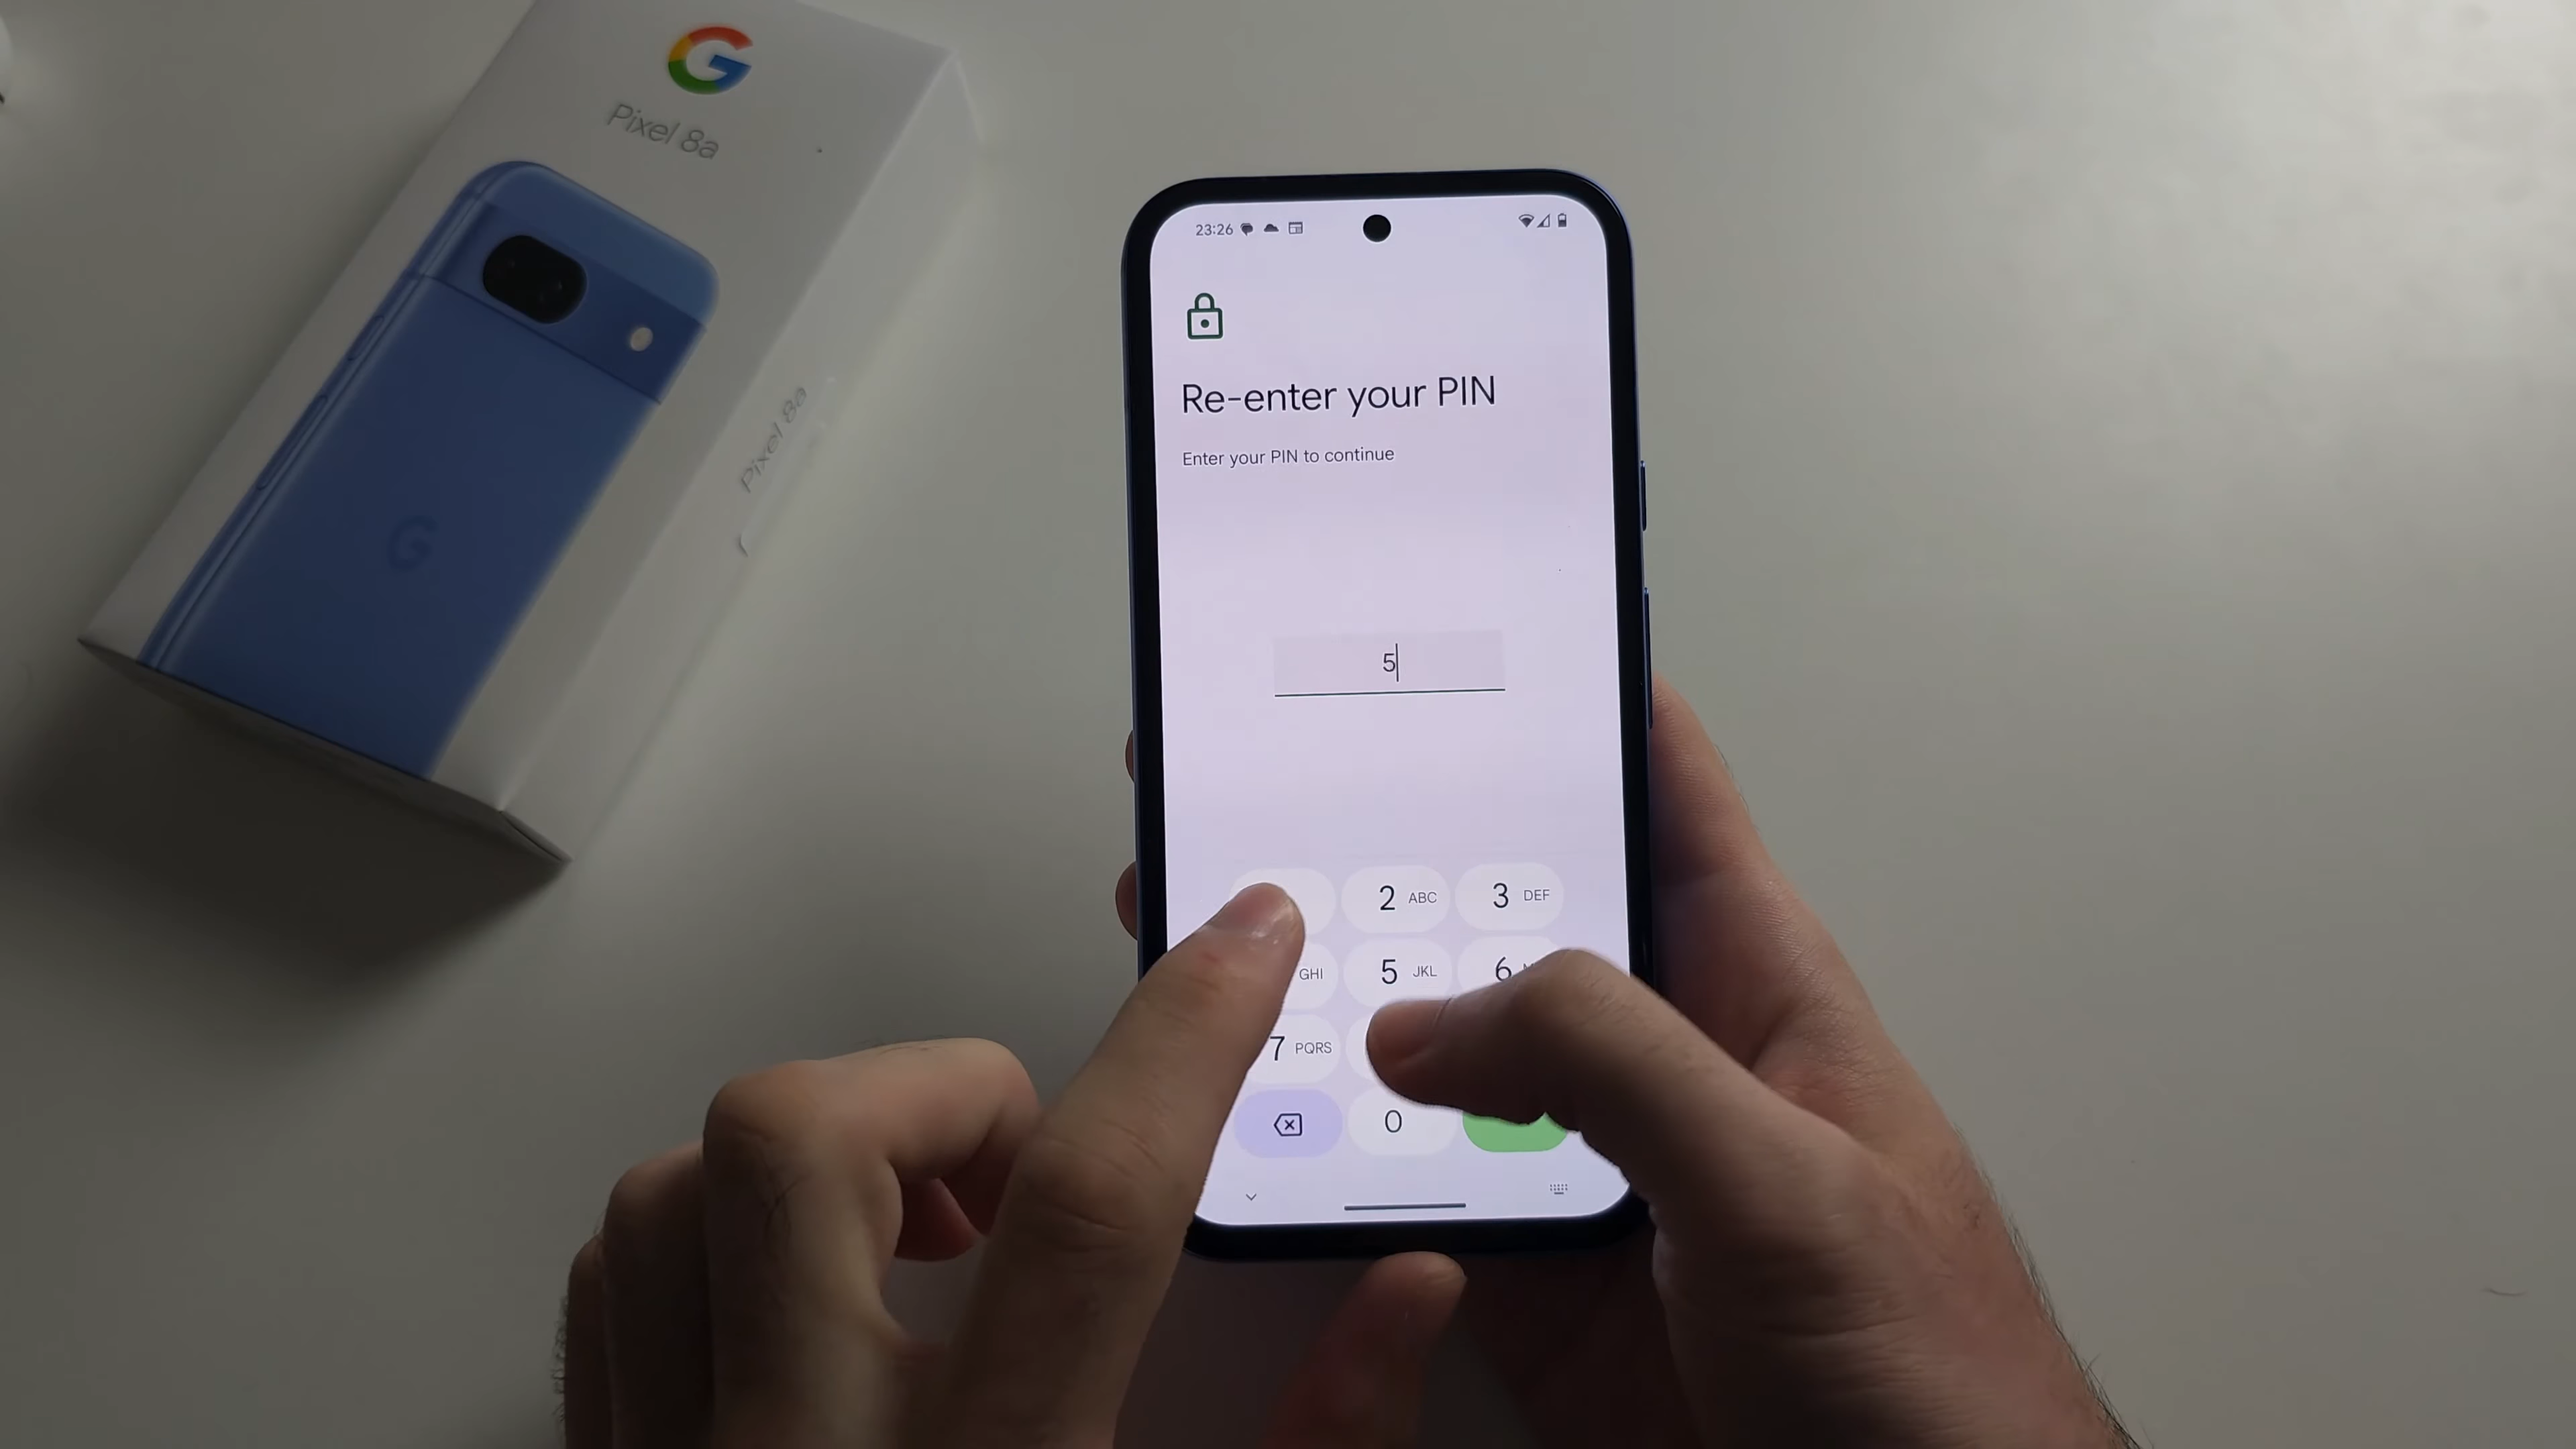 G
Pixel 8a
Pixel 8a
G
23:26
Re-enter your PIN
Enter your PIN to continue
5
2 ABC
3 DEF
GHI
5 JKL
6
7 PQRS
0